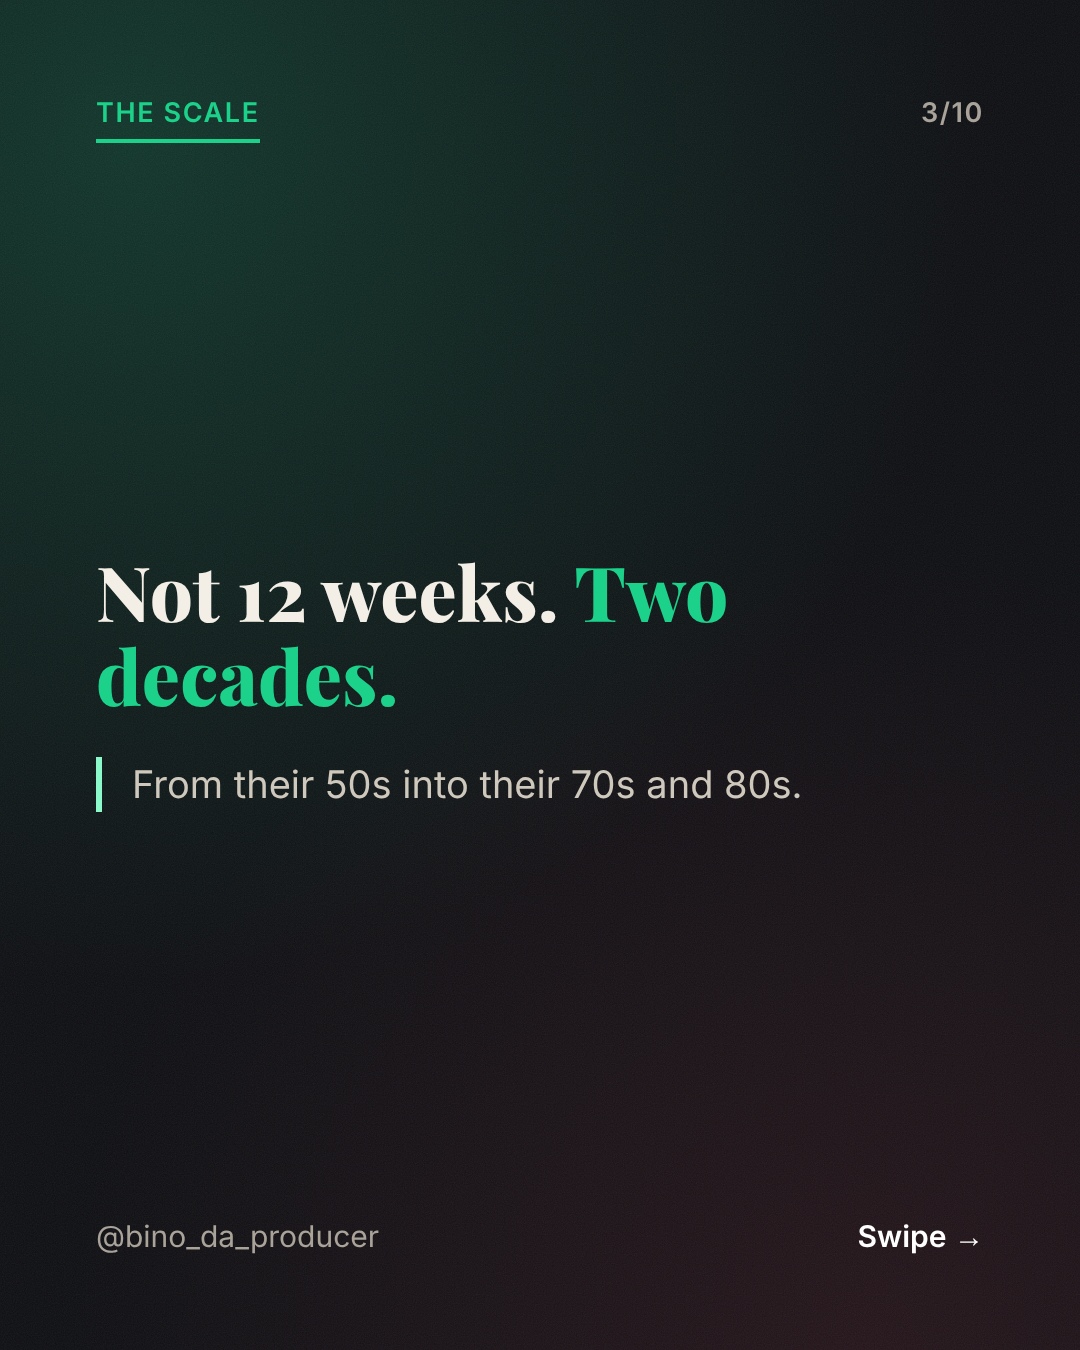 THE SCALE
3/10
Not 12 weeks. Two
decades.
From their 50s into their 70s and 80s.
@bino_da_producer
Swipe →